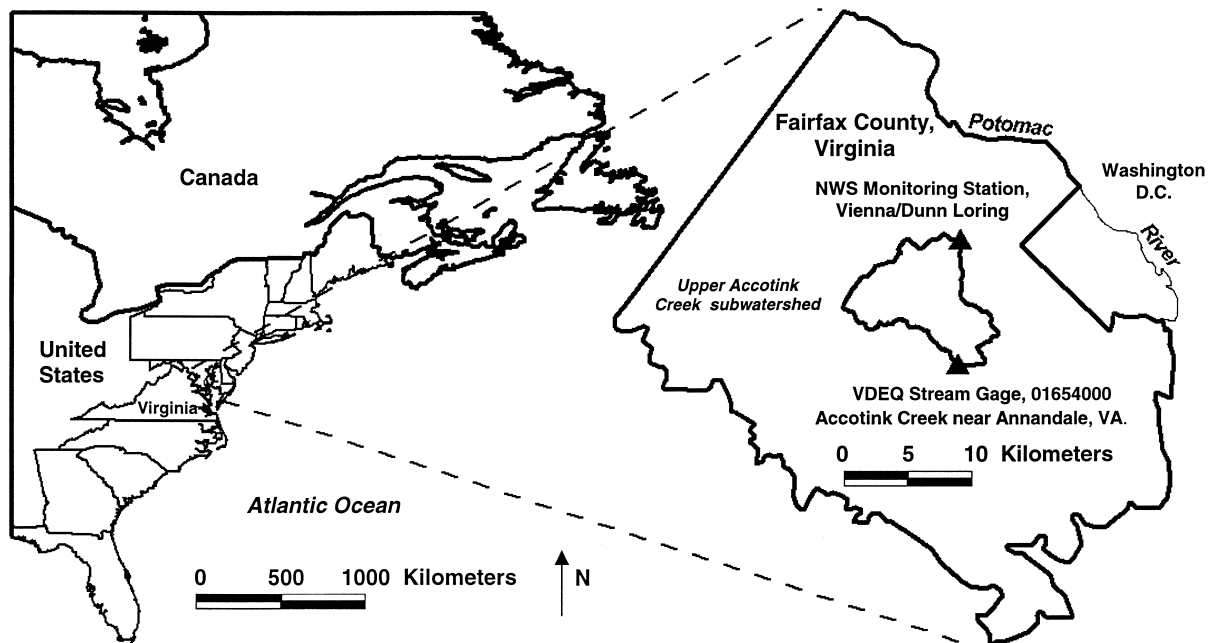 Canada
United
States
Virginia
Atlantic Ocean
0 500 1000 Kilometers
N
Fairfax County,
Virginia
Potomac
River
Washington
D.C.
NWS Monitoring Station,
Vienna/Dunn Loring
Upper Accotink
Creek subwatershed
VDEQ Stream Gage, 01654000
Accotink Creek near Annandale, VA.
0 5 10 Kilometers